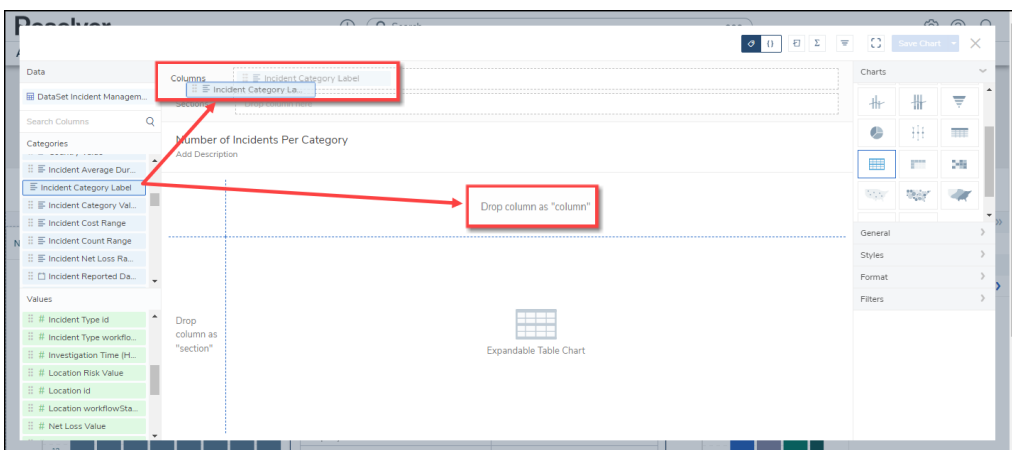 Resolver
Search
Save Chart
Data
DataSet Incident Managem...
Search Columns
Categories
Incident Average Dur...
Incident Category Label
Incident Category Val...
Incident Cost Range
Incident Count Range
Incident Net Loss Ra...
Incident Reported Da...
Values
# Incident Type id
# Incident Type workflo...
# Investigation Time (H...
# Location Risk Value
# Location id
# Location workflowSta...
# Net Loss Value
Columns
Incident Category Label
Incident Category La...
Sections
Drop column here
Number of Incidents Per Category
Add Description
Drop column as "column"
Drop
column as
"section"
Expandable Table Chart
Charts
General
Styles
Format
Filters